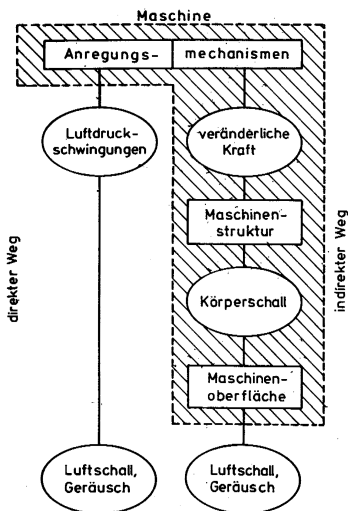 Maschine
Anregungs- mechanismen
Luftdruck-
schwingungen
veränderliche
Kraft
Maschinen-
struktur
direkter Weg
indirekter Weg
Körperschall
Maschinen-
oberfläche
Luftschall,
Geräusch
Luftschall,
Geräusch